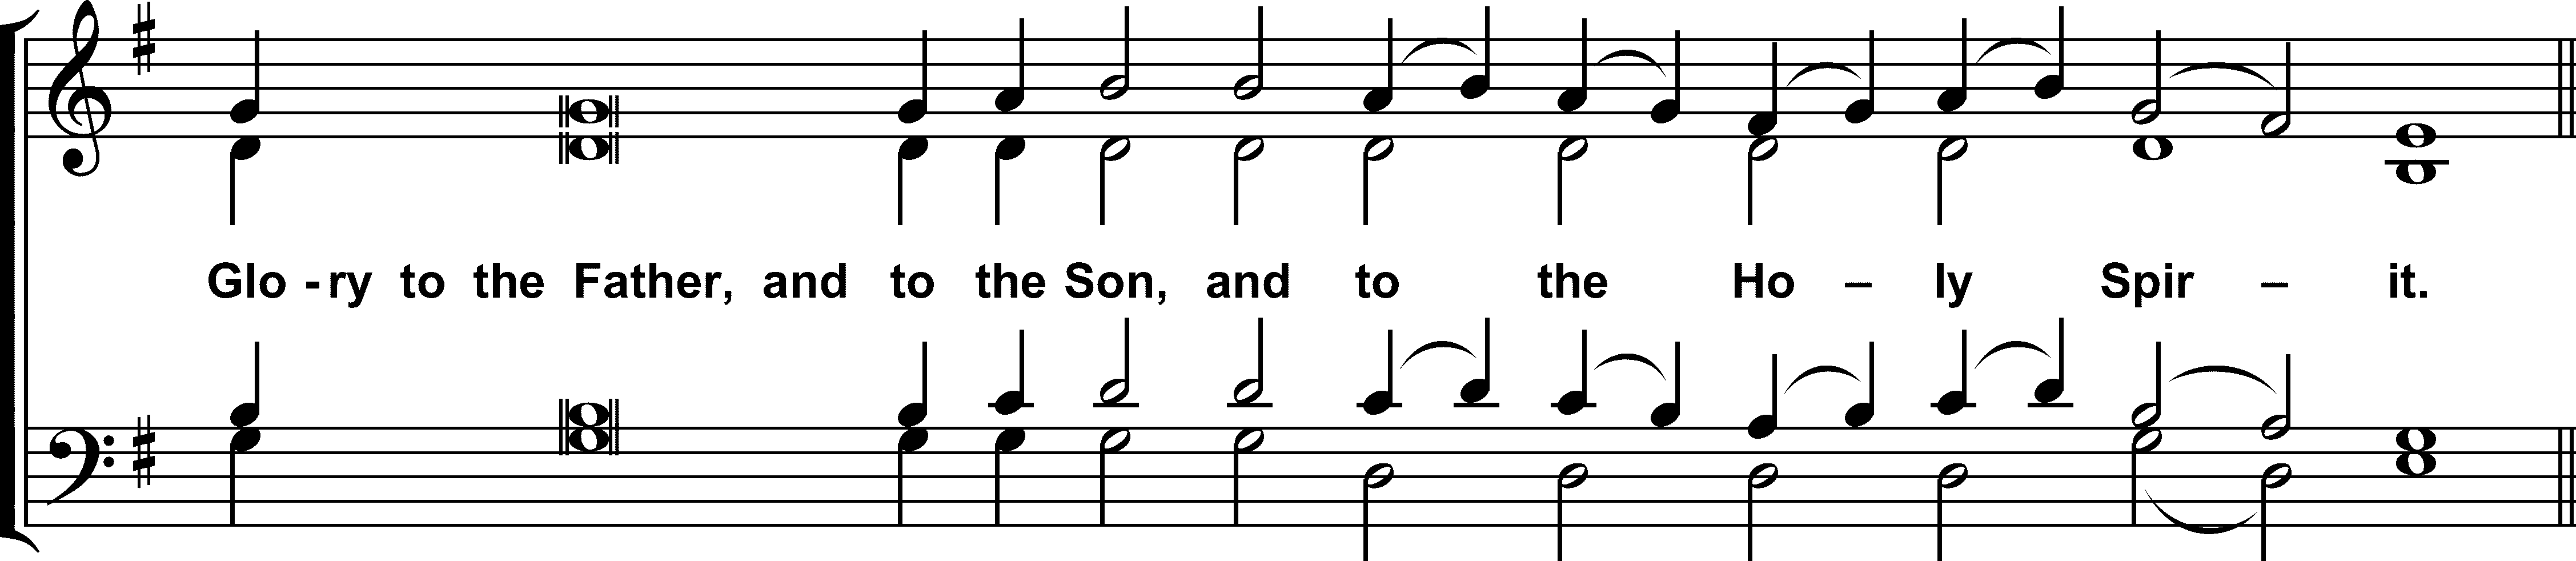 Glo - ry to the Father, and to the Son, and to the Ho – ly Spir – it.